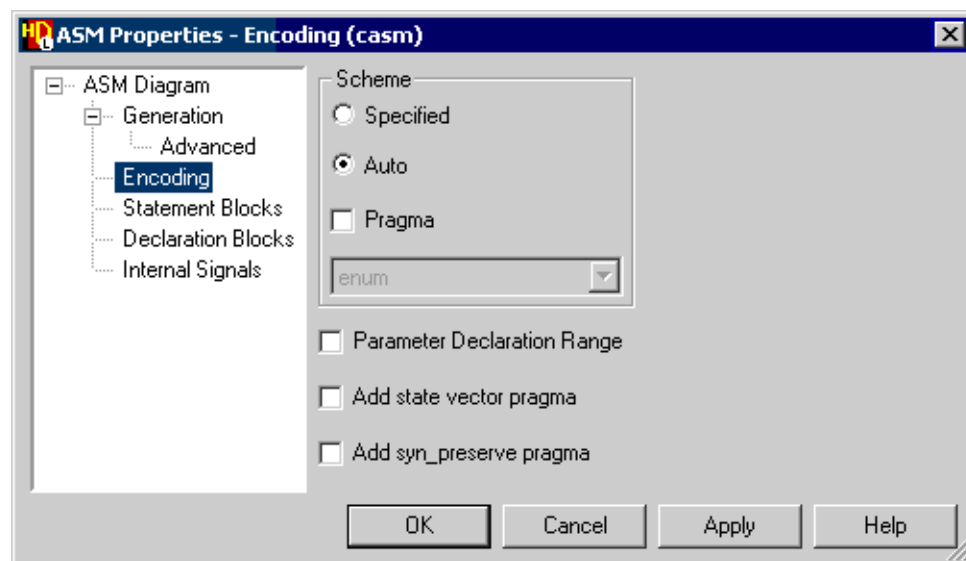 HD L ASM Properties - Encoding (casm)
ASM Diagram
Generation
Advanced
Encoding
Statement Blocks
Declaration Blocks
Internal Signals
Scheme
Specified
Auto
Pragma
enum
Parameter Declaration Range
Add state vector pragma
Add syn_preserve pragma
OK Cancel Apply Help